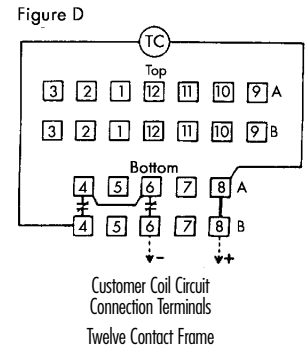 Figure D
TC
Top
3 2 1 12 11 10 9 A
3 2 1 12 11 10 9 B
Bottom
4 5 6 7 8 A
4 5 6 7 8 B
- +
Customer Coil Circuit
Connection Terminals
Twelve Contact Frame